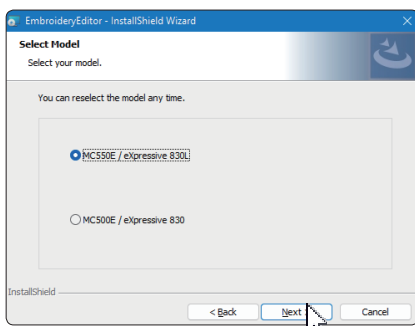 EmbroideryEditor - InstallShield Wizard
Select Model
Select your model.
You can reselect the model any time.
MC550E / eXpressive 830L
MC500E / eXpressive 830
InstallShield
< Back
Next >
Cancel